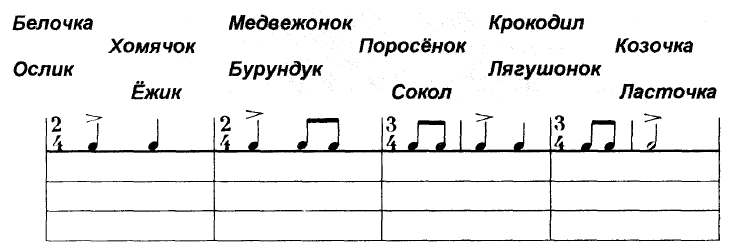 Белочка Медвежонок Крокодил
Хомячок Поросёнок Козочка
Ослик Бурундук Лягушонок
Ёжик Сокол Ласточка
2 2 3 3
4 4 4 4